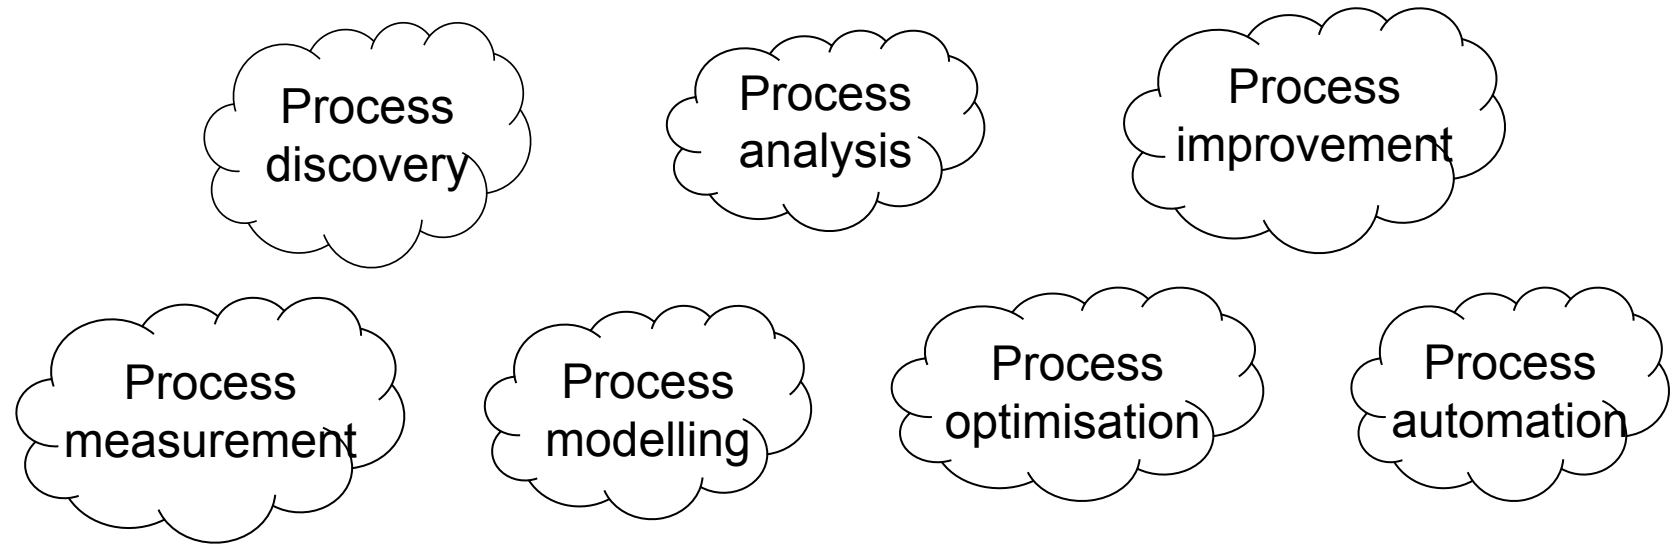 Process
discovery
Process
analysis
Process
improvement
Process
measurement
Process
modelling
Process
optimisation
Process
automation